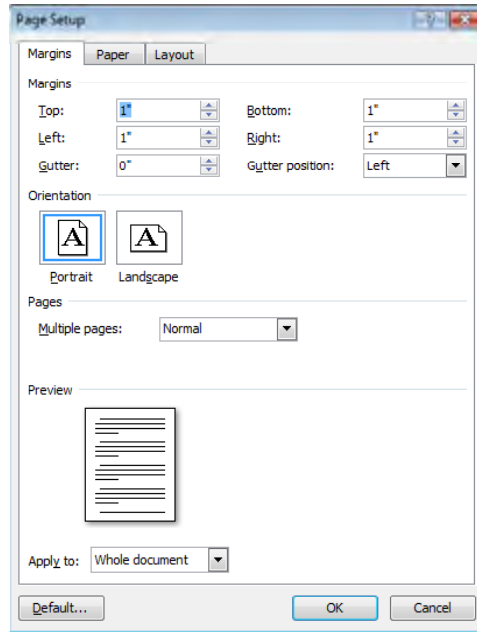 Page Setup
Margins Paper Layout
Margins
Top: 1" Bottom: 1"
Left: 1" Right: 1"
Gutter: 0" Gutter position: Left
Orientation
A A
Portrait Landscape
Pages
Multiple pages: Normal
Preview
Apply to: Whole document
Default... OK Cancel